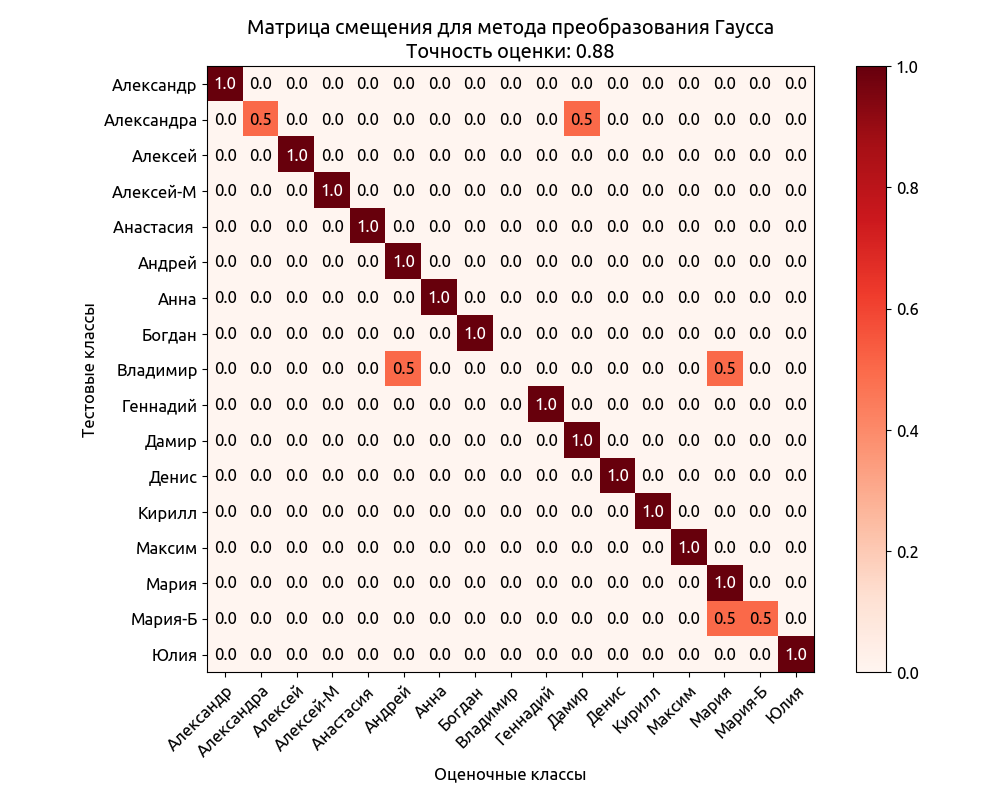 Матрица смещения для метода преобразования Гаусса
Точность оценки: 0.88
Александр 1.0 0.0 0.0 0.0 0.0 0.0 0.0 0.0 0.0 0.0 0.0 0.0 0.0 0.0 0.0 0.0 0.0
Александра 0.0 0.5 0.0 0.0 0.0 0.0 0.0 0.0 0.0 0.0 0.5 0.0 0.0 0.0 0.0 0.0 0.0
Алексей 0.0 0.0 1.0 0.0 0.0 0.0 0.0 0.0 0.0 0.0 0.0 0.0 0.0 0.0 0.0 0.0 0.0
Алексей-М 0.0 0.0 0.0 1.0 0.0 0.0 0.0 0.0 0.0 0.0 0.0 0.0 0.0 0.0 0.0 0.0 0.0
Анастасия 0.0 0.0 0.0 0.0 1.0 0.0 0.0 0.0 0.0 0.0 0.0 0.0 0.0 0.0 0.0 0.0 0.0
Андрей 0.0 0.0 0.0 0.0 0.0 1.0 0.0 0.0 0.0 0.0 0.0 0.0 0.0 0.0 0.0 0.0 0.0
Анна 0.0 0.0 0.0 0.0 0.0 0.0 1.0 0.0 0.0 0.0 0.0 0.0 0.0 0.0 0.0 0.0 0.0
Богдан 0.0 0.0 0.0 0.0 0.0 0.0 0.0 1.0 0.0 0.0 0.0 0.0 0.0 0.0 0.0 0.0 0.0
Владимир 0.0 0.0 0.0 0.0 0.0 0.5 0.0 0.0 0.0 0.0 0.0 0.0 0.0 0.0 0.5 0.0 0.0
Геннадий 0.0 0.0 0.0 0.0 0.0 0.0 0.0 0.0 0.0 1.0 0.0 0.0 0.0 0.0 0.0 0.0 0.0
Дамир 0.0 0.0 0.0 0.0 0.0 0.0 0.0 0.0 0.0 0.0 1.0 0.0 0.0 0.0 0.0 0.0 0.0
Денис 0.0 0.0 0.0 0.0 0.0 0.0 0.0 0.0 0.0 0.0 0.0 1.0 0.0 0.0 0.0 0.0 0.0
Кирилл 0.0 0.0 0.0 0.0 0.0 0.0 0.0 0.0 0.0 0.0 0.0 0.0 1.0 0.0 0.0 0.0 0.0
Максим 0.0 0.0 0.0 0.0 0.0 0.0 0.0 0.0 0.0 0.0 0.0 0.0 0.0 1.0 0.0 0.0 0.0
Мария 0.0 0.0 0.0 0.0 0.0 0.0 0.0 0.0 0.0 0.0 0.0 0.0 0.0 0.0 1.0 0.0 0.0
Мария-Б 0.0 0.0 0.0 0.0 0.0 0.0 0.0 0.0 0.0 0.0 0.0 0.0 0.0 0.0 0.5 0.5 0.0
Юлия 0.0 0.0 0.0 0.0 0.0 0.0 0.0 0.0 0.0 0.0 0.0 0.0 0.0 0.0 0.0 0.0 1.0
Тестовые классы
Александр
Александра
Алексей
Алексей-М
Анастасия
Андрей
Анна
Богдан
Владимир
Геннадий
Дамир
Денис
Кирилл
Максим
Мария
Мария-Б
Юлия
Оценочные классы
1.0
0.8
0.6
0.4
0.2
0.0